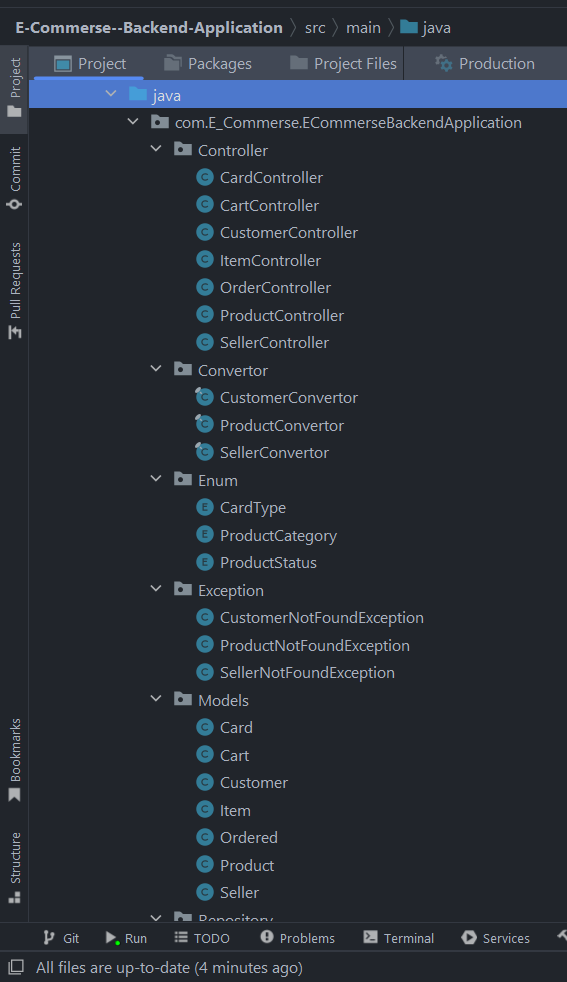 E-Commerse--Backend-Application > src > main > java
Project Packages Project Files Production
java
com.E_Commerse.ECommerseBackendApplication
Controller
C CardController
C CartController
C CustomerController
C ItemController
C OrderController
C ProductController
C SellerController
Convertor
C CustomerConvertor
C ProductConvertor
C SellerConvertor
Enum
E CardType
E ProductCategory
E ProductStatus
Exception
C CustomerNotFoundException
C ProductNotFoundException
C SellerNotFoundException
Models
C Card
C Cart
C Customer
C Item
C Ordered
C Product
C Seller
Repository
Project
Commit
Pull Requests
Bookmarks
Structure
Git Run TODO Problems Terminal Services
All files are up-to-date (4 minutes ago)